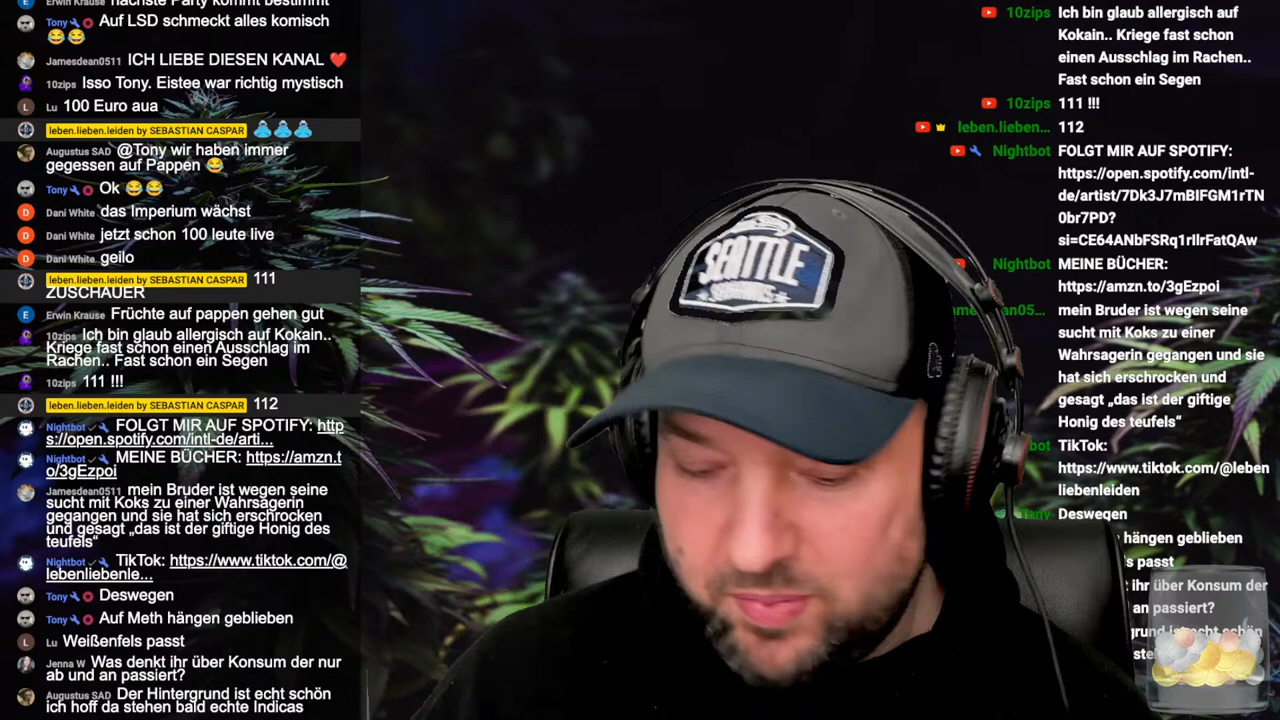 Erwin Krause nächste Party kommt bestimmt
Tony Auf LSD schmeckt alles komisch
😂😂
Jamesdean0511 ICH LIEBE DIESEN KANAL ❤️
10zips Isso Tony. Eistee war richtig mystisch
Lu 100 Euro aua
leben.lieben.leiden by SEBASTIAN CASPAR
Augustus SAD @Tony wir haben immer
gegessen auf Pappen 😂
Tony Ok 😂😂
Dani White das Imperium wächst
Dani White jetzt schon 100 leute live
Dani White geilo
leben.lieben.leiden by SEBASTIAN CASPAR 111
ZUSCHAUER
Erwin Krause Früchte auf pappen gehen gut
10zips Ich bin glaub allergisch auf Kokain..
Kriege fast schon einen Ausschlag im
Rachen.. Fast schon ein Segen
10zips 111 !!!
leben.lieben.leiden by SEBASTIAN CASPAR 112
Nightbot FOLGT MIR AUF SPOTIFY: http
s://open.spotify.com/intl-de/arti...
Nightbot MEINE BÜCHER: https://amzn.t
o/3gEzpoi
Jamesdean0511 mein Bruder ist wegen seine
sucht mit Koks zu einer Wahrsagerin
gegangen und sie hat sich erschrocken
und gesagt „das ist der giftige Honig des
teufels“
Nightbot TikTok: https://www.tiktok.com/@
lebenliebenle...
Tony Deswegen
Tony Auf Meth hängen geblieben
Lu Weißenfels passt
Jenna W Was denkt ihr über Konsum der nur
ab und an passiert?
Augustus SAD Der Hintergrund ist echt schön
ich hoff da stehen bald echte Indicas
SEATTLE
10zips Ich bin glaub allergisch auf
Kokain.. Kriege fast schon
einen Ausschlag im Rachen..
Fast schon ein Segen
10zips 111 !!!
leben.lieben... 112
Nightbot FOLGT MIR AUF SPOTIFY:
https://open.spotify.com/intl-
de/artist/7Dk3J7mBIFGM1rTN
0br7PD?
si=CE64ANbFSRq1rIlrFatQAw
Nightbot MEINE BÜCHER:
https://amzn.to/3gEzpoi
mein Bruder ist wegen seine
sucht mit Koks zu einer
Wahrsagerin gegangen und sie
hat sich erschrocken und
gesagt „das ist der giftige
Honig des teufels“
bot TikTok:
https://www.tiktok.com/@leben
liebenleiden
Tony Deswegen
hängen geblieben
s passt
ihr über Konsum der
an passiert?